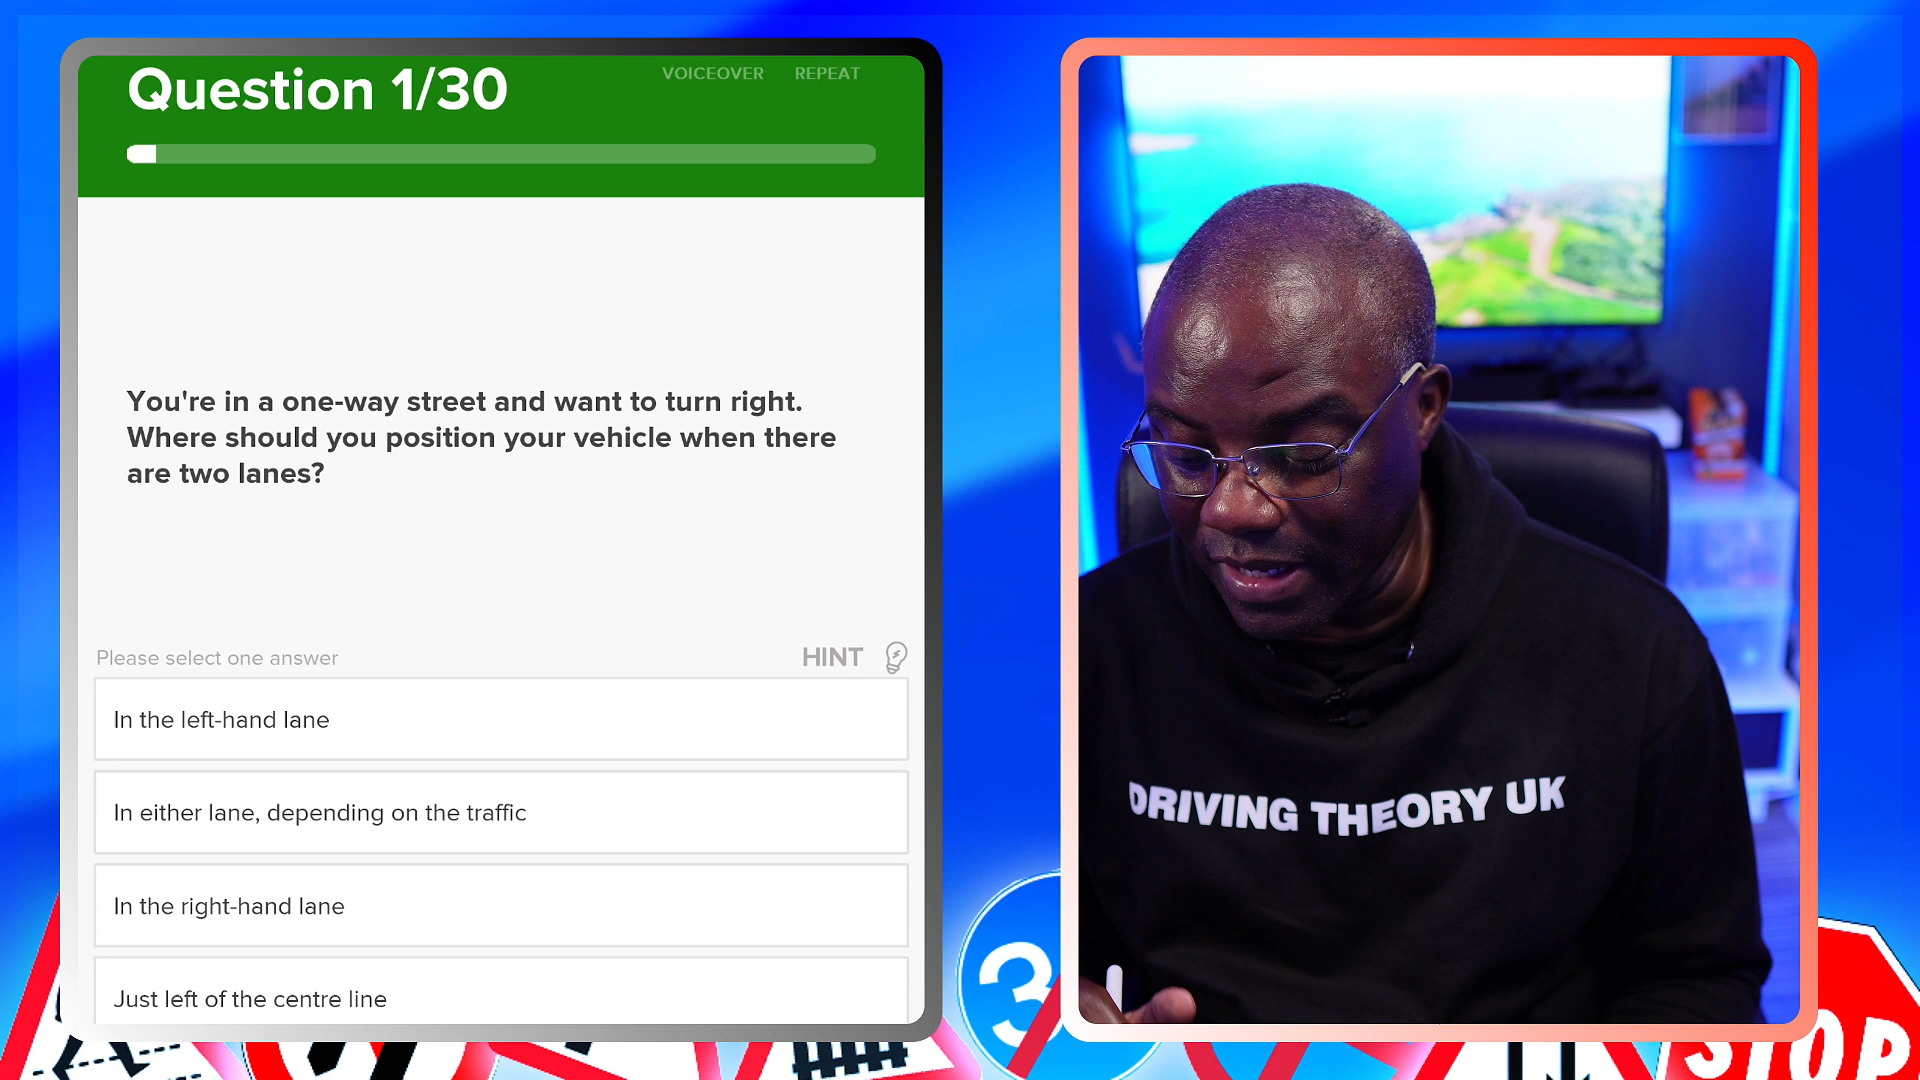 Question 1/30
VOICEOVER REPEAT
You're in a one-way street and want to turn right.
Where should you position your vehicle when there
are two lanes?
Please select one answer
HINT
In the left-hand lane
In either lane, depending on the traffic
In the right-hand lane
Just left of the centre line
DRIVING THEORY UK
3
STOP